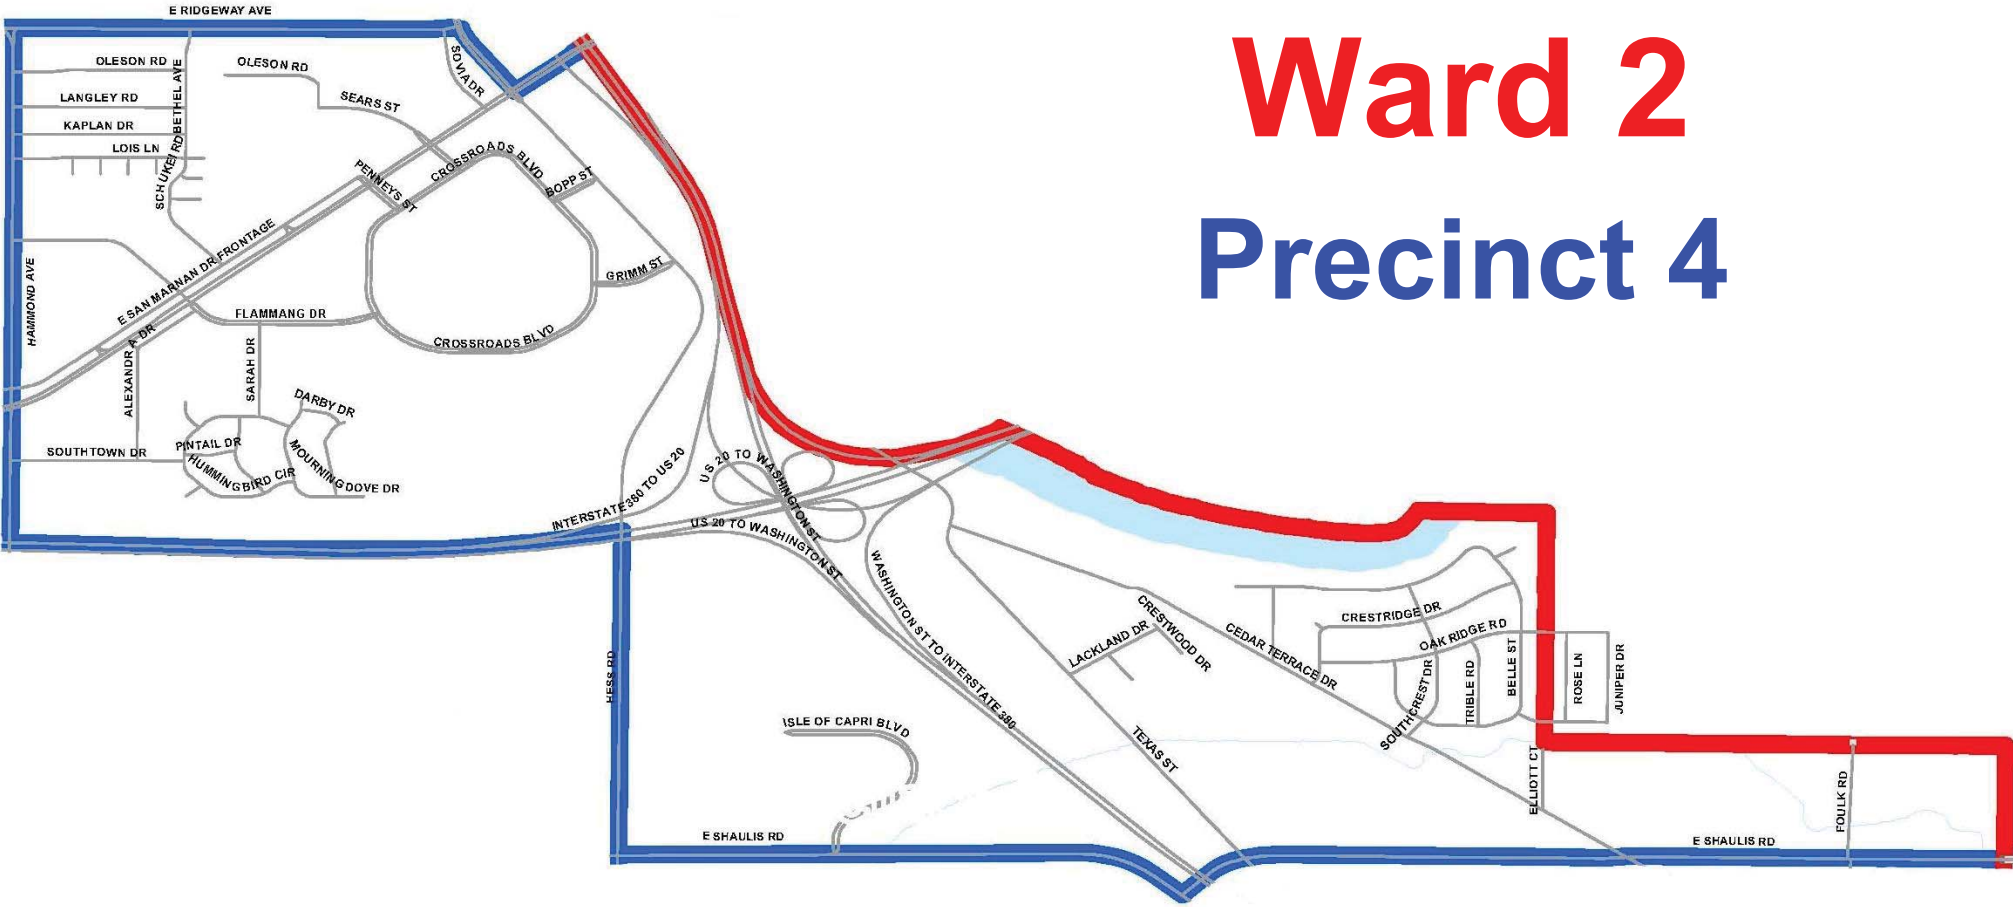 E RIDGEWAY AVE
Ward 2
Precinct 4
OLESON RD
OLESON RD
SOVIA DR
LANGLEY RD
SEARS ST
BETHEL AVE
KAPLAN DR
LOIS LN
SCHUKEI RD
CROSSROADS BLVD
PENNEYS ST
BOPP ST
E SAN MARNAN DR FRONTAGE
HAMMOND AVE
GRIMM ST
FLAMMANG DR
CROSSROADS BLVD
ALEXANDRA DR
SARAH DR
DARBY DR
SOUTHTOWN DR
PINTAIL DR
HUMMINGBIRD CIR
MOURNING DOVE DR
INTERSTATE 380 TO US 20
US 20 TO WASHINGTON ST
US 20 TO WASHINGTON ST
WASHINGTON ST TO INTERSTATE 380
CRESTWOOD DR
LACKLAND DR
CEDAR TERRACE DR
CRESTRIDGE DR
OAK RIDGE RD
SOUTHCREST DR
TRIBLE RD
BELLE ST
ROSE LN
JUNIPER DR
HESS RD
ISLE OF CAPRI BLVD
TEXAS ST
ELLIOTT CT
FOULK RD
E SHAULIS RD
E SHAULIS RD